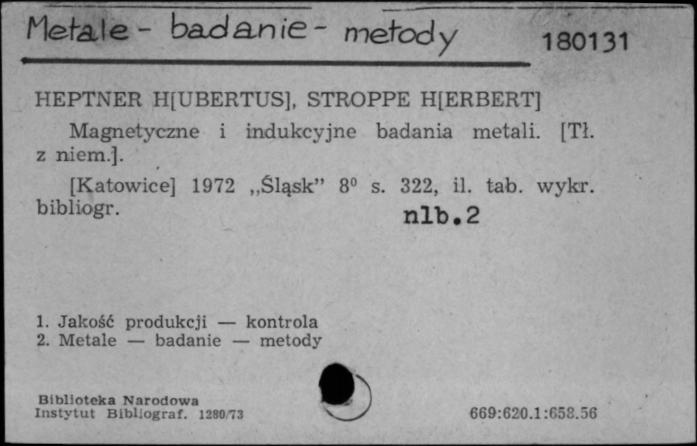 Metale - badanie - metody 180131
HEPTNER H[UBERTUS], STROPPE H[ERBERT]
Magnetyczne i indukcyjne badania metali. [Tł.
z niem.].
[Katowice] 1972 „Śląsk” 8⁰ s. 322, il. tab. wykr.
bibliogr. nlb.2
1. Jakość produkcji — kontrola
2. Metale — badanie — metody
Biblioteka Narodowa
Instytut Bibliograf. 1280/73 669:620.1:658.56